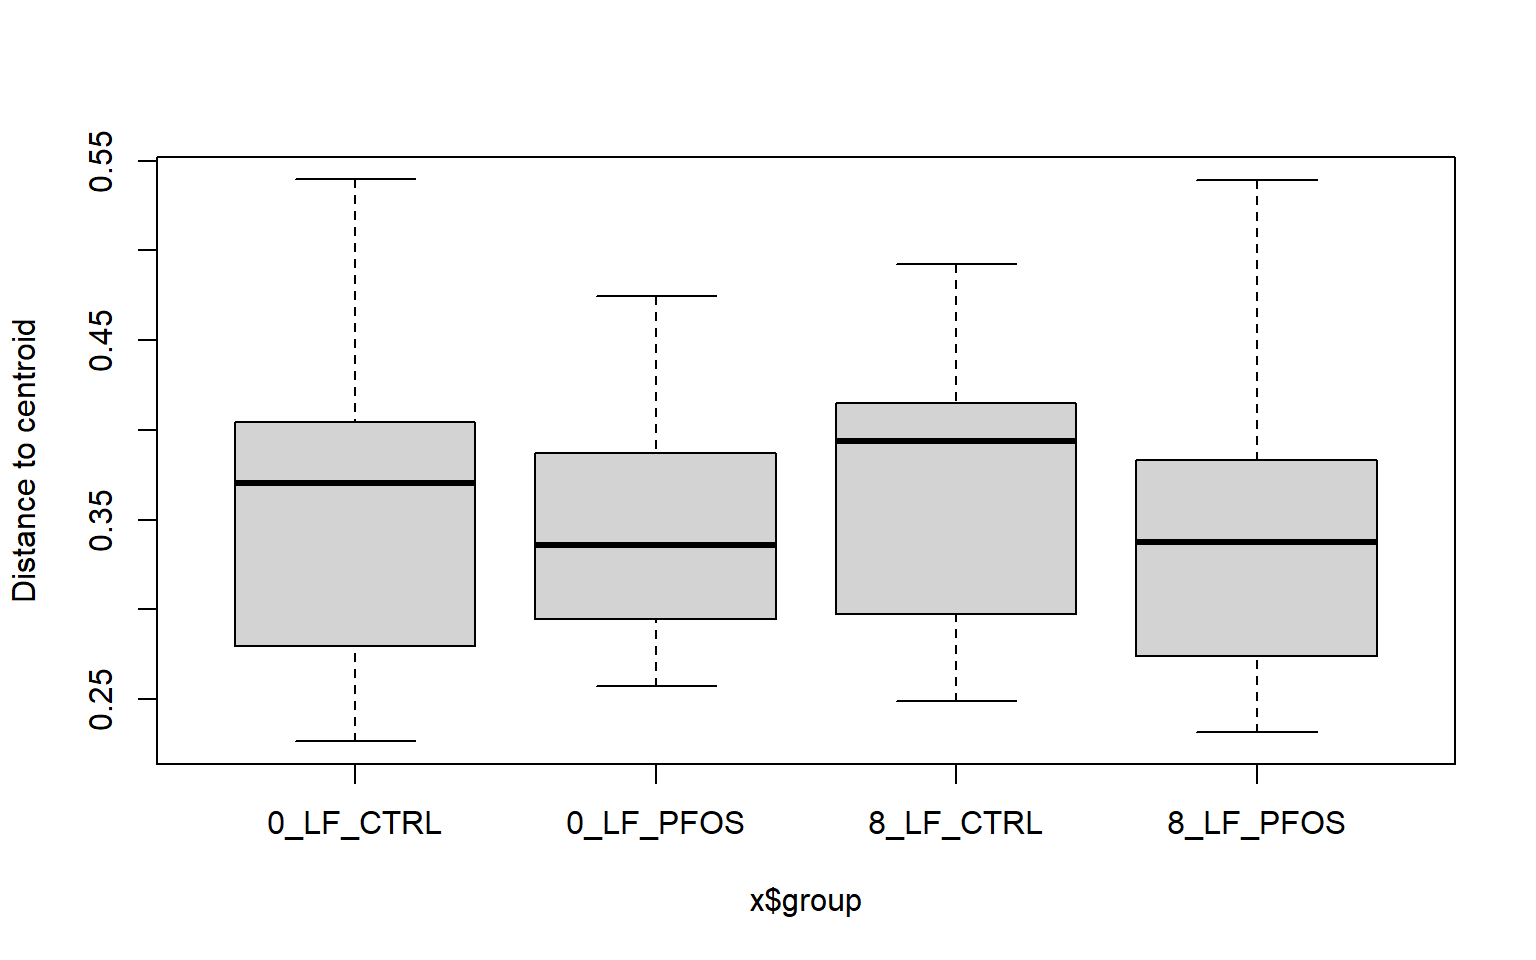 Distance to centroid
0.55
0.45
0.35
0.25
0_LF_CTRL 0_LF_PFOS 8_LF_CTRL 8_LF_PFOS
x$group